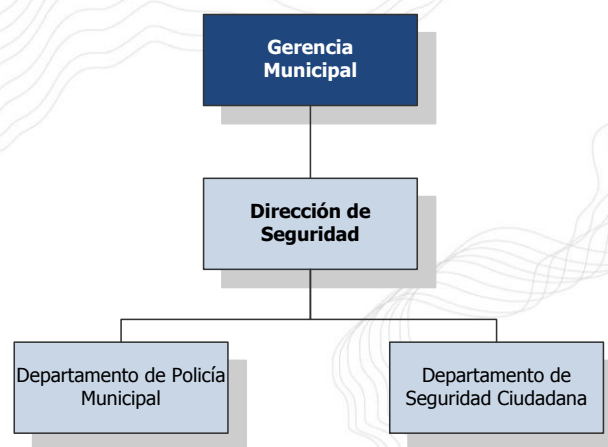 Gerencia
Municipal
Dirección de
Seguridad
Departamento de Policía
Municipal
Departamento de
Seguridad Ciudadana